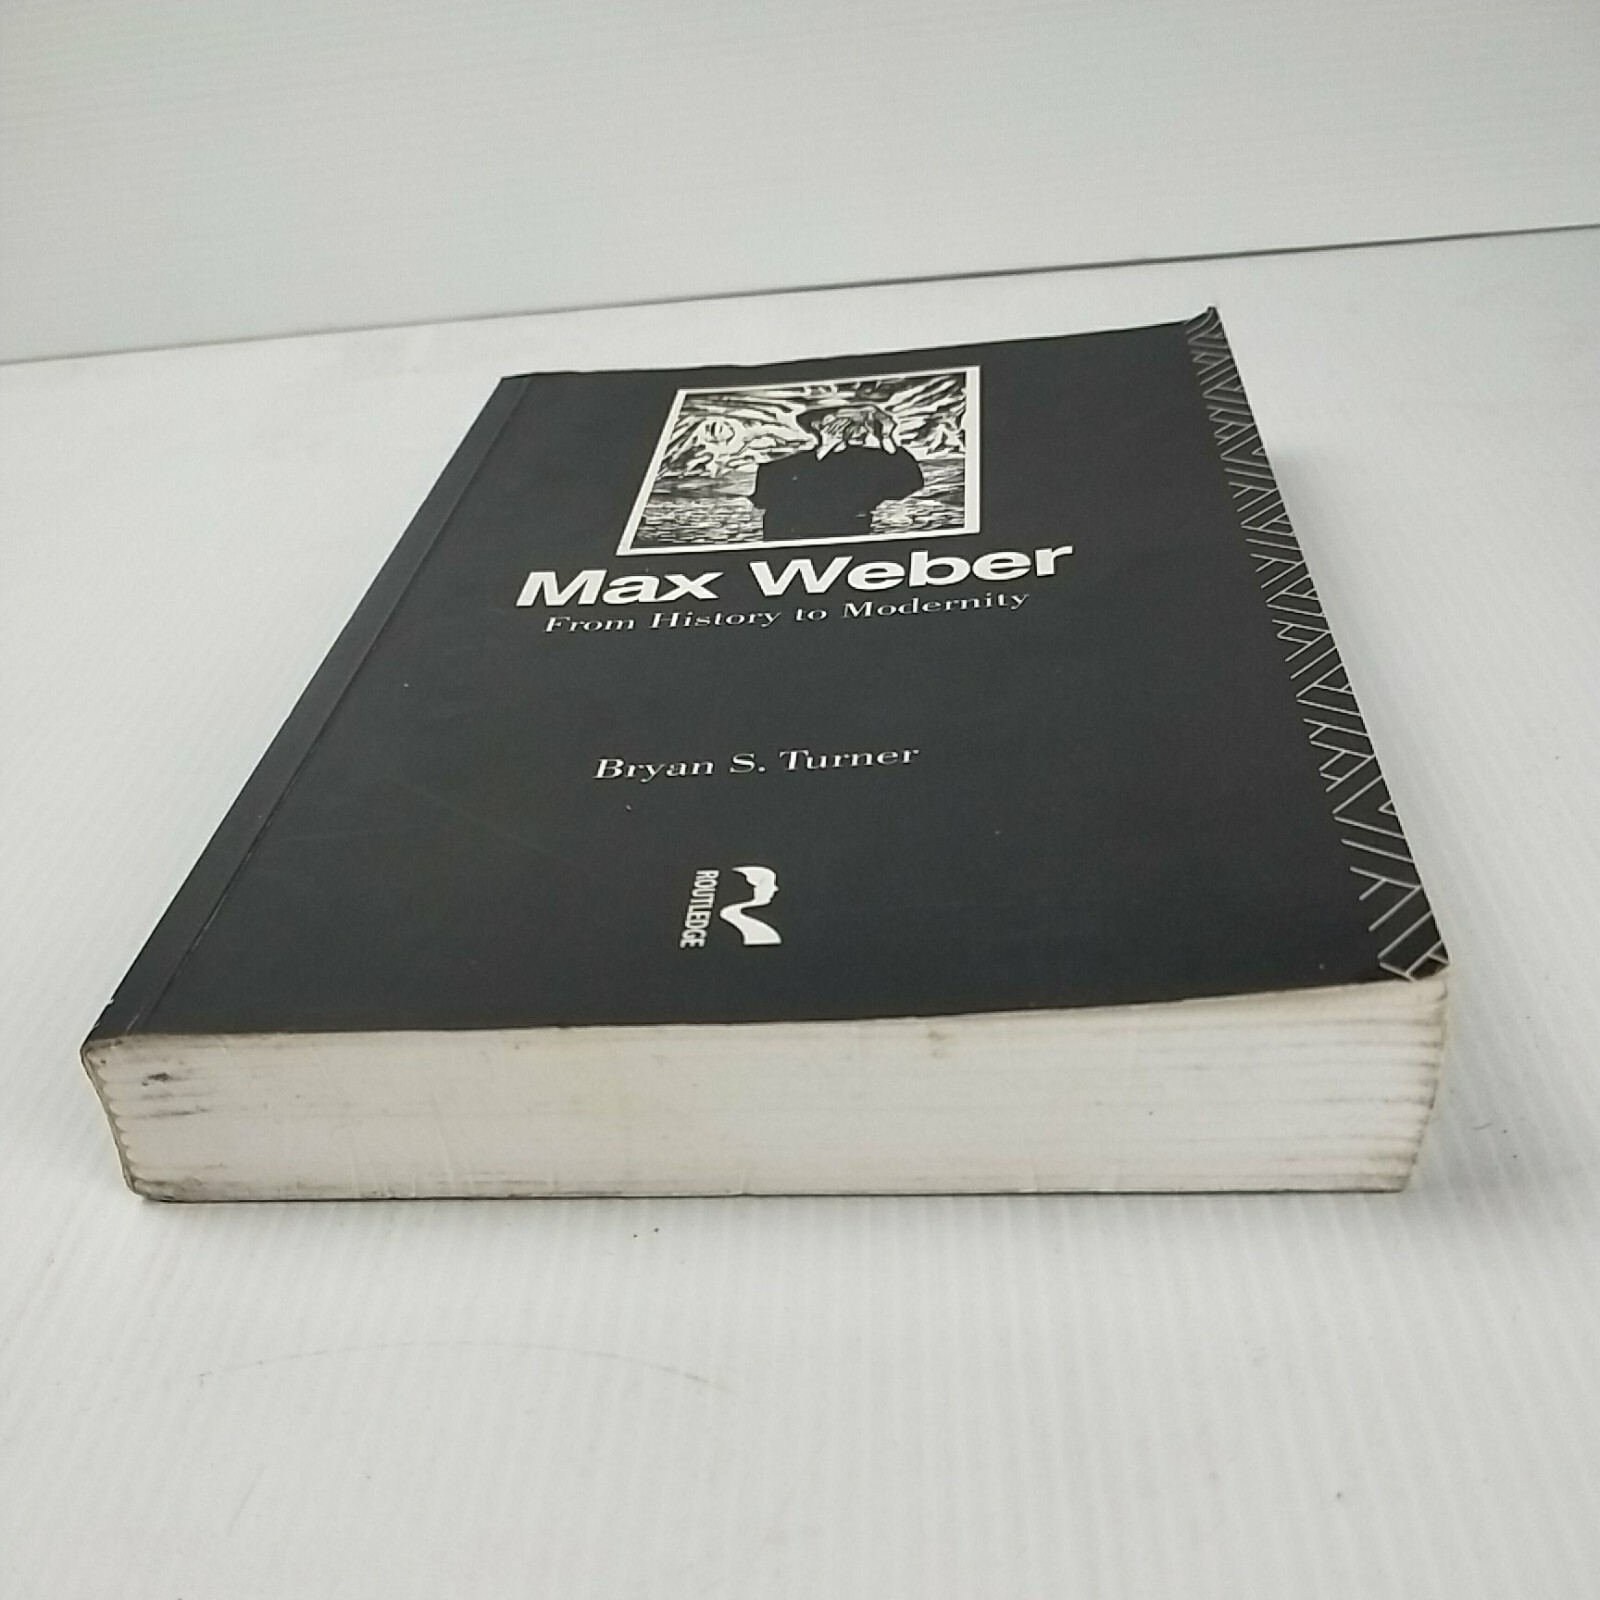 Max Weber
From History to Modernity
Bryan S. Turner
ROUTLEDGE